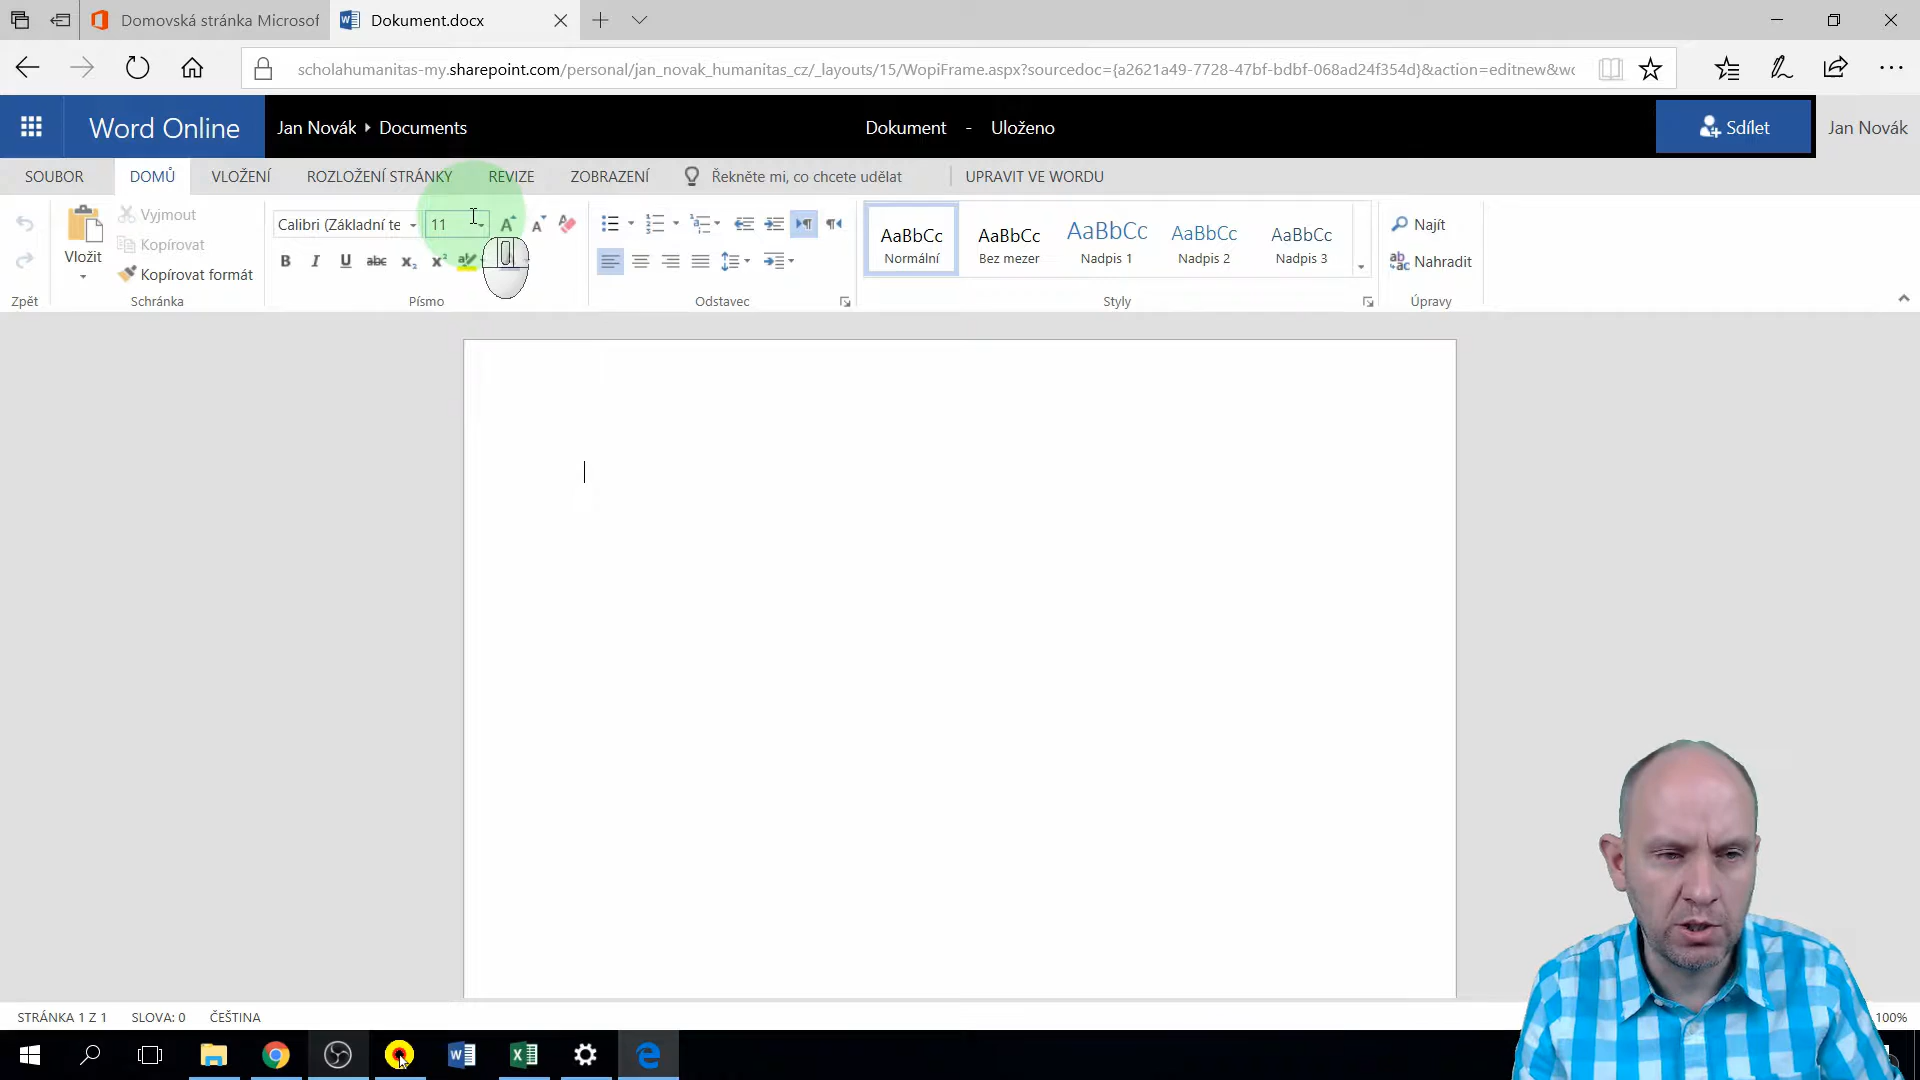 Domovská stránka Microsof
Dokument.docx
scholahumanitas-my.sharepoint.com/personal/jan_novak_humanitas_cz/_layouts/15/WopiFrame.aspx?sourcedoc={a2621a49-7728-47bf-bdbf-068ad24f354d}&action=editnew&wc
Word Online
Jan Novák Documents
Dokument - Uloženo
Sdílet
Jan Novák
SOUBOR
DOMŮ
VLOŽENÍ
ROZLOŽENÍ STRÁNKY
REVIZE
ZOBRAZENÍ
Řekněte mi, co chcete udělat
UPRAVIT VE WORDU
Vložit
Vyjmout
Kopírovat
Kopírovat formát
Calibri (Základní te
11
AaBbCc
Normální
AaBbCc
Bez mezer
AaBbCc
Nadpis 1
AaBbCc
Nadpis 2
AaBbCc
Nadpis 3
Najít
Nahradit
Zpět
Schránka
Písmo
Odstavec
Styly
Úpravy
STRÁNKA 1 Z 1
SLOVA: 0
ČEŠTINA
100%